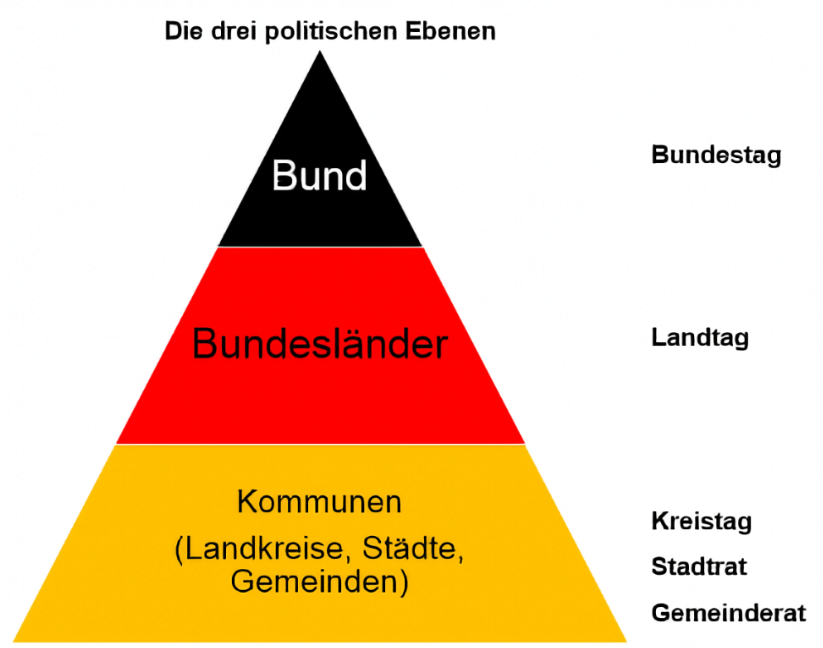 Die drei politischen Ebenen
Bund
Bundestag
Bundesländer
Landtag
Kommunen
(Landkreise, Städte,
Gemeinden)
Kreistag
Stadtrat
Gemeinderat